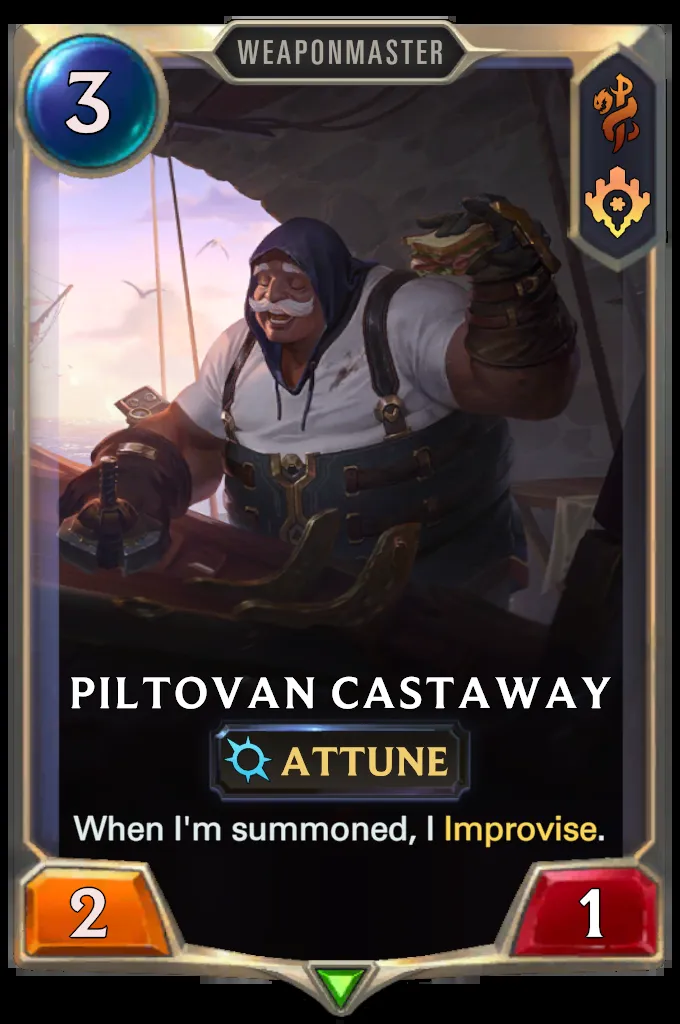 WEAPONMASTER
3
PILTOVAN CASTAWAY
ATTUNE
When I'm summoned, I Improvise.
2
1